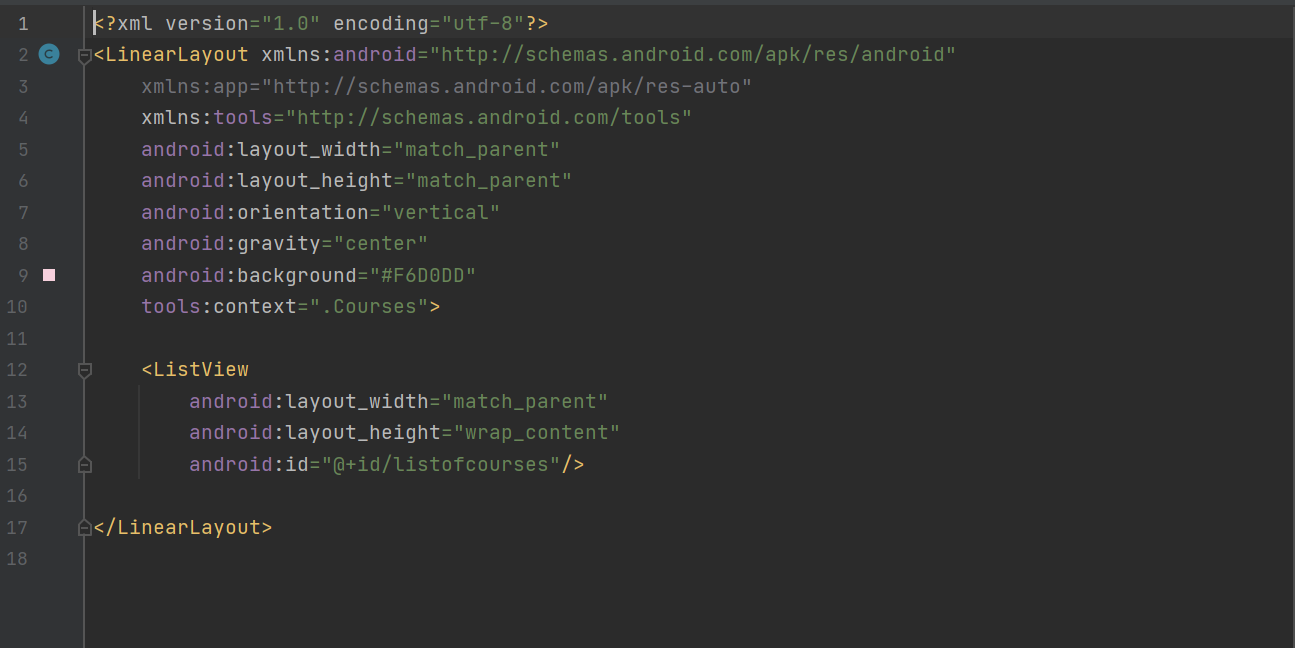 1 <?xml version="1.0" encoding="utf-8"?>
2 C <LinearLayout xmlns:android="http://schemas.android.com/apk/res/android"
3     xmlns:app="http://schemas.android.com/apk/res-auto"
4     xmlns:tools="http://schemas.android.com/tools"
5     android:layout_width="match_parent"
6     android:layout_height="match_parent"
7     android:orientation="vertical"
8     android:gravity="center"
9     android:background="#F6D0DD"
10     tools:context=".Courses">
11
12     <ListView
13         android:layout_width="match_parent"
14         android:layout_height="wrap_content"
15         android:id="@+id/listofcourses"/>
16
17 </LinearLayout>
18